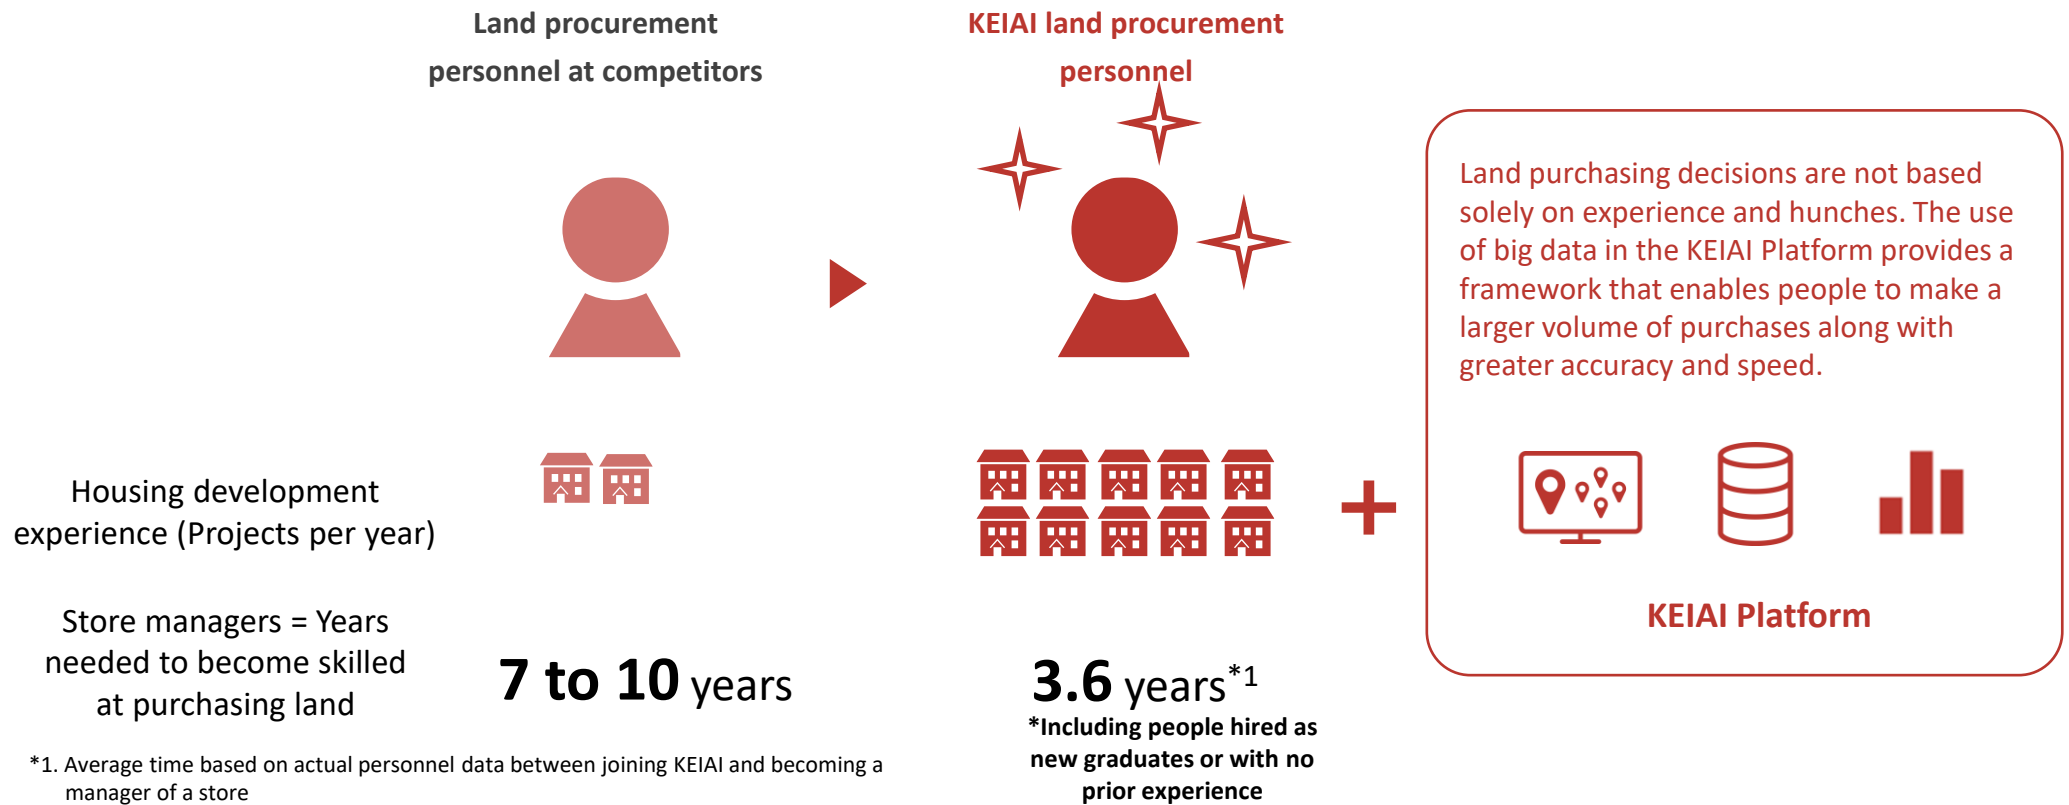 Land procurement
personnel at competitors
KEIAI land procurement
personnel
Land purchasing decisions are not based
solely on experience and hunches. The use
of big data in the KEIAI Platform provides a
framework that enables people to make a
larger volume of purchases along with
greater accuracy and speed.
KEIAI Platform
Housing development
experience (Projects per year)
Store managers = Years
needed to become skilled
at purchasing land
7 to 10 years
3.6 years*1
*Including people hired as
new graduates or with no
prior experience
*1. Average time based on actual personnel data between joining KEIAI and becoming a
manager of a store